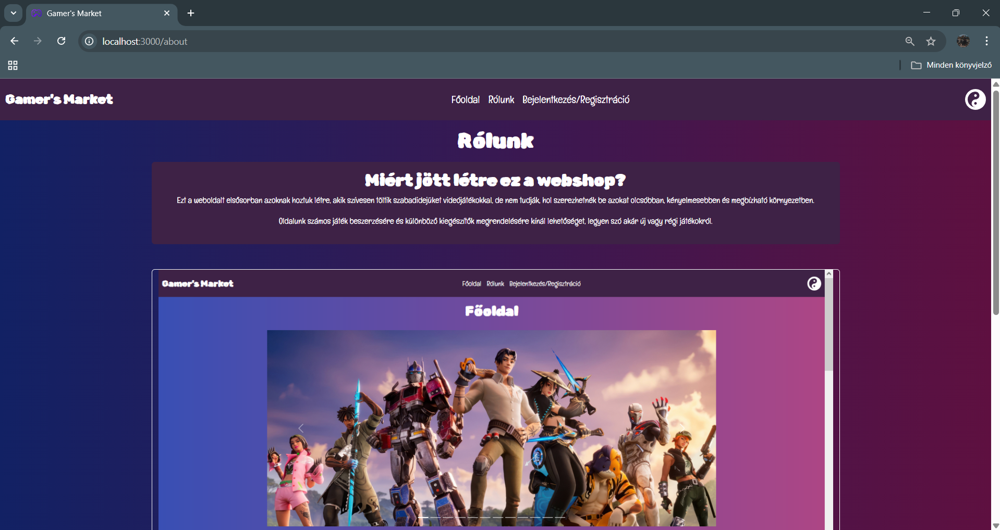 Gamer's Market
localhost:3000/about
Minden könyvjelző
Gamer's Market
Főoldal Rólunk Bejelentkezés/Regisztráció
Rólunk
Miért jött létre ez a webshop?
Ezt a weboldalt elsősorban azoknak hoztuk létre, akik szívesen töltik szabadidejüket videójátékokkal, de nem tudják, hol szerezhetnék be azokat olcsóbban, kényelmesebben és megbízható környezetben.
Oldalunk számos játék beszerzésére és különböző kiegészítők megrendelésére kínál lehetőséget, legyen szó akár új vagy régi játékokról.
Gamer's Market
Főoldal Rólunk Bejelentkezés/Regisztráció
Főoldal